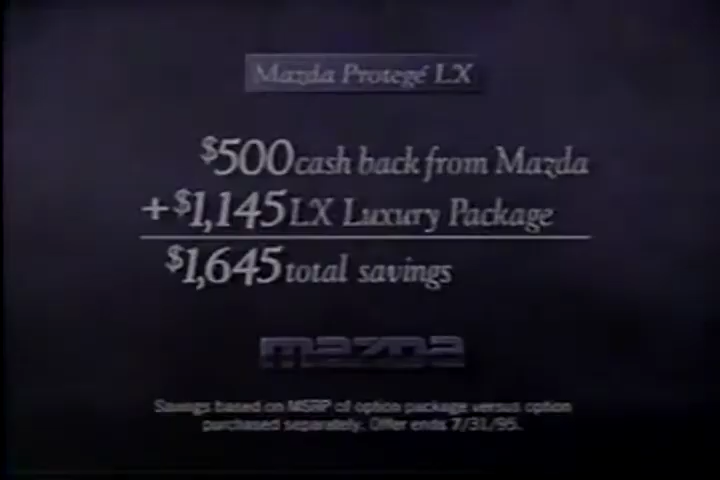 Mazda Protegé LX
$500 cash back from Mazda
+$1,145 LX Luxury Package
$1,645 total savings
mazda
Savings based on MSRP of option package versus option
purchased separately. Offer ends 7/31/95.